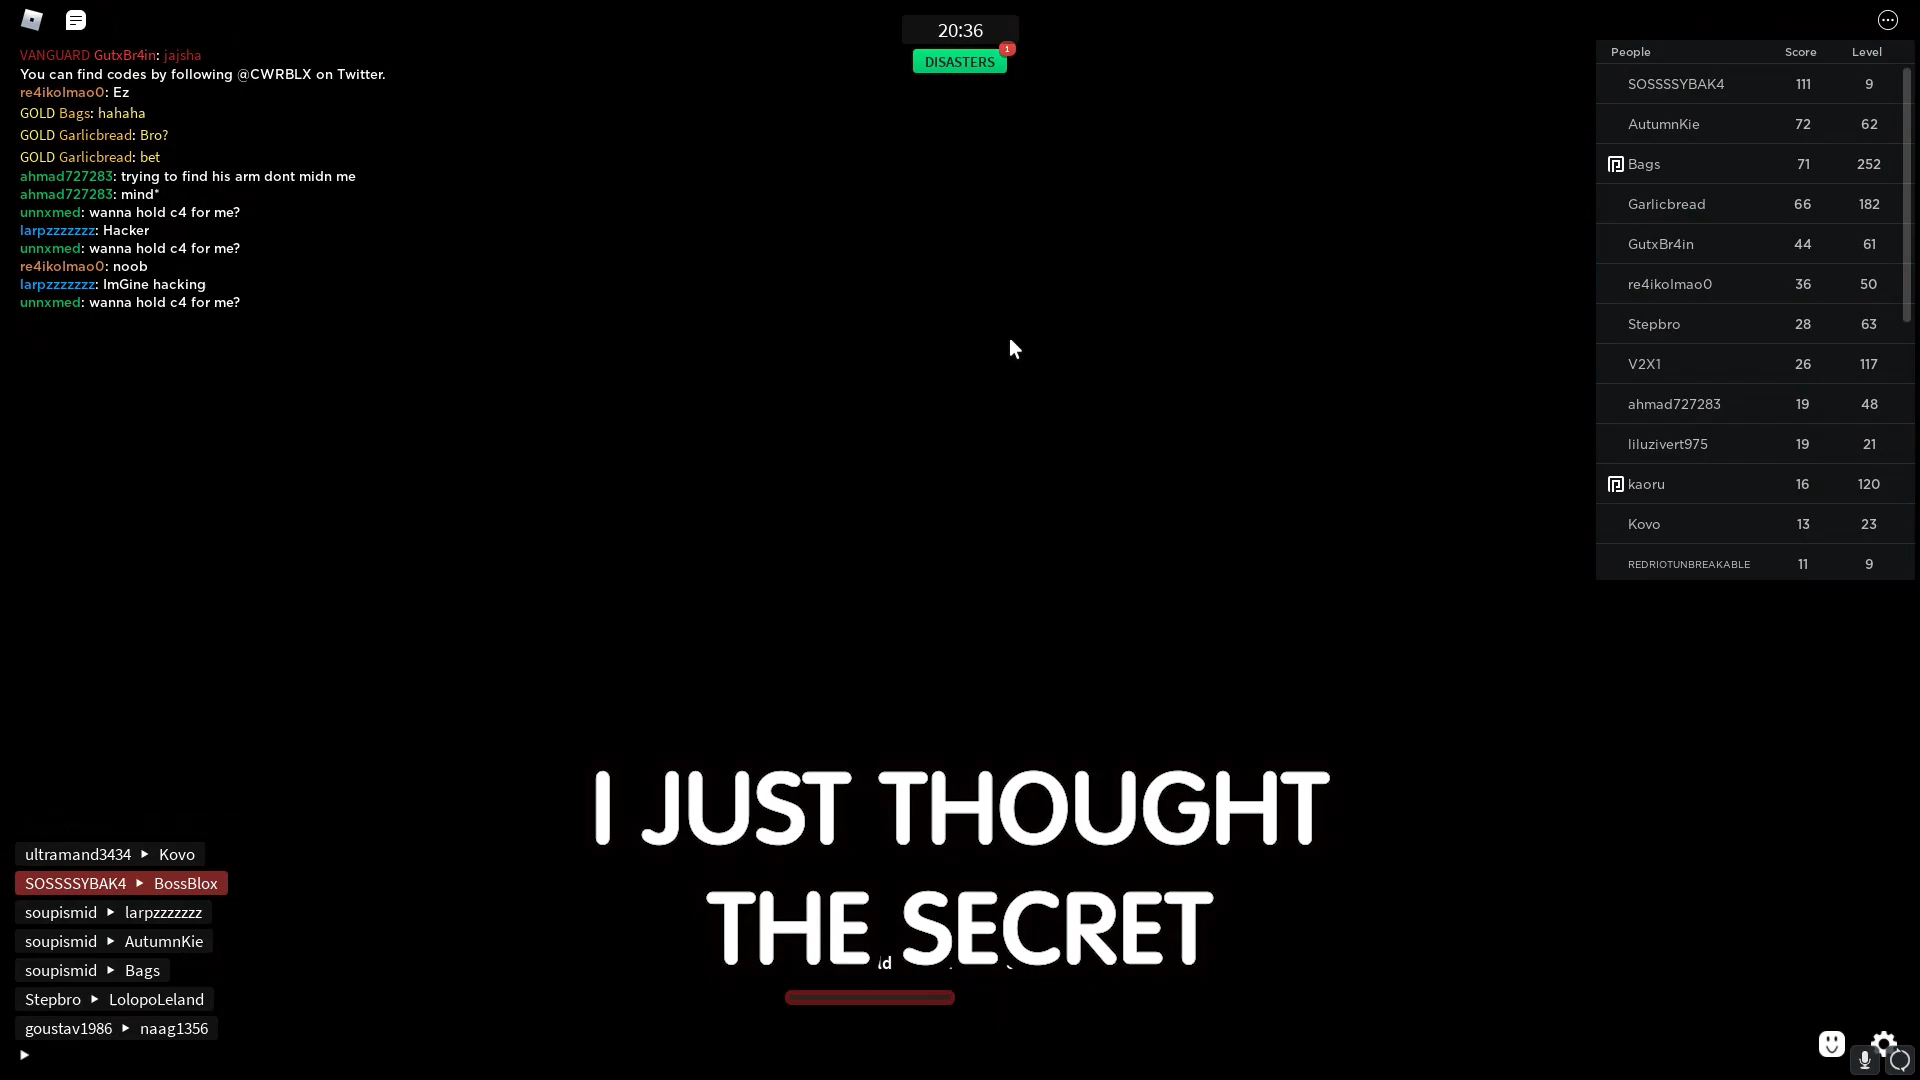 20:36
DISASTERS
1
VANGUARD GutxBr4in: jajsha
You can find codes by following @CWRBLX on Twitter.
re4ikolmao0: Ez
GOLD Bags: hahaha
GOLD Garlicbread: Bro?
GOLD Garlicbread: bet
ahmad727283: trying to find his arm dont midn me
ahmad727283: mind*
unnxmed: wanna hold c4 for me?
larpzzzzzzz: Hacker
unnxmed: wanna hold c4 for me?
re4ikolmao0: noob
larpzzzzzzz: ImGine hacking
unnxmed: wanna hold c4 for me?
People Score Level
SOSSSSYBAK4 111 9
AutumnKie 72 62
Bags 71 252
Garlicbread 66 182
GutxBr4in 44 61
re4ikolmao0 36 50
Stepbro 28 63
V2X1 26 117
ahmad727283 19 48
liluzivert975 19 21
kaoru 16 120
Kovo 13 23
REDRIOTUNBREAKABLE 11 9
I JUST THOUGHT
THE SECRET
ultramand3434 ▸ Kovo
SOSSSSYBAK4 ▸ BossBlox
soupismid ▸ larpzzzzzzz
soupismid ▸ AutumnKie
soupismid ▸ Bags
Stepbro ▸ LolopoLeland
goustav1986 ▸ naag1356